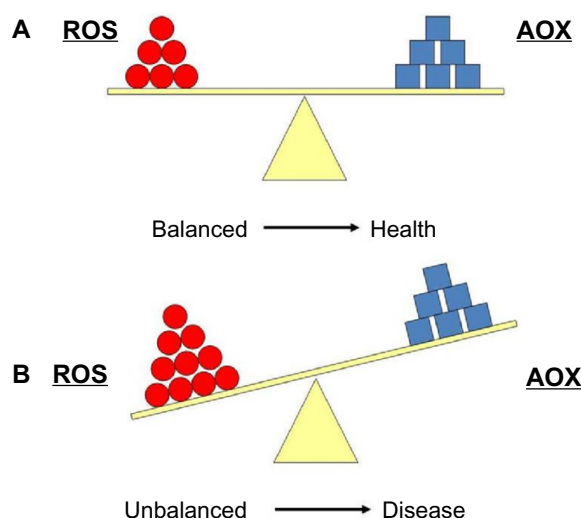 A ROS AOX
Balanced Health
B ROS AOX
Unbalanced Disease